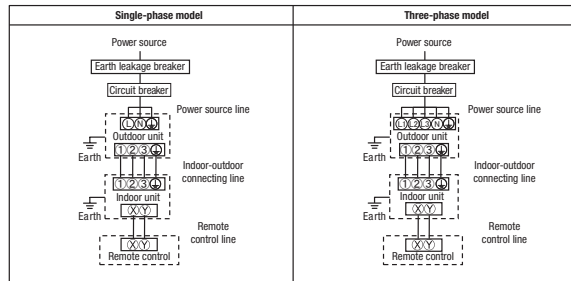 Single-phase model
Power source
Earth leakage breaker
Circuit breaker
Power source line
L N
Outdoor unit
1 2 3
Earth
Indoor-outdoor
connecting line
1 2 3
Indoor unit
Earth
X Y
Remote
control line
X Y
Remote control
Three-phase model
Power source
Earth leakage breaker
Circuit breaker
Power source line
L1 L2 L3 N
Outdoor unit
1 2 3
Earth
Indoor-outdoor
connecting line
1 2 3
Indoor unit
Earth
X Y
Remote
control line
X Y
Remote control